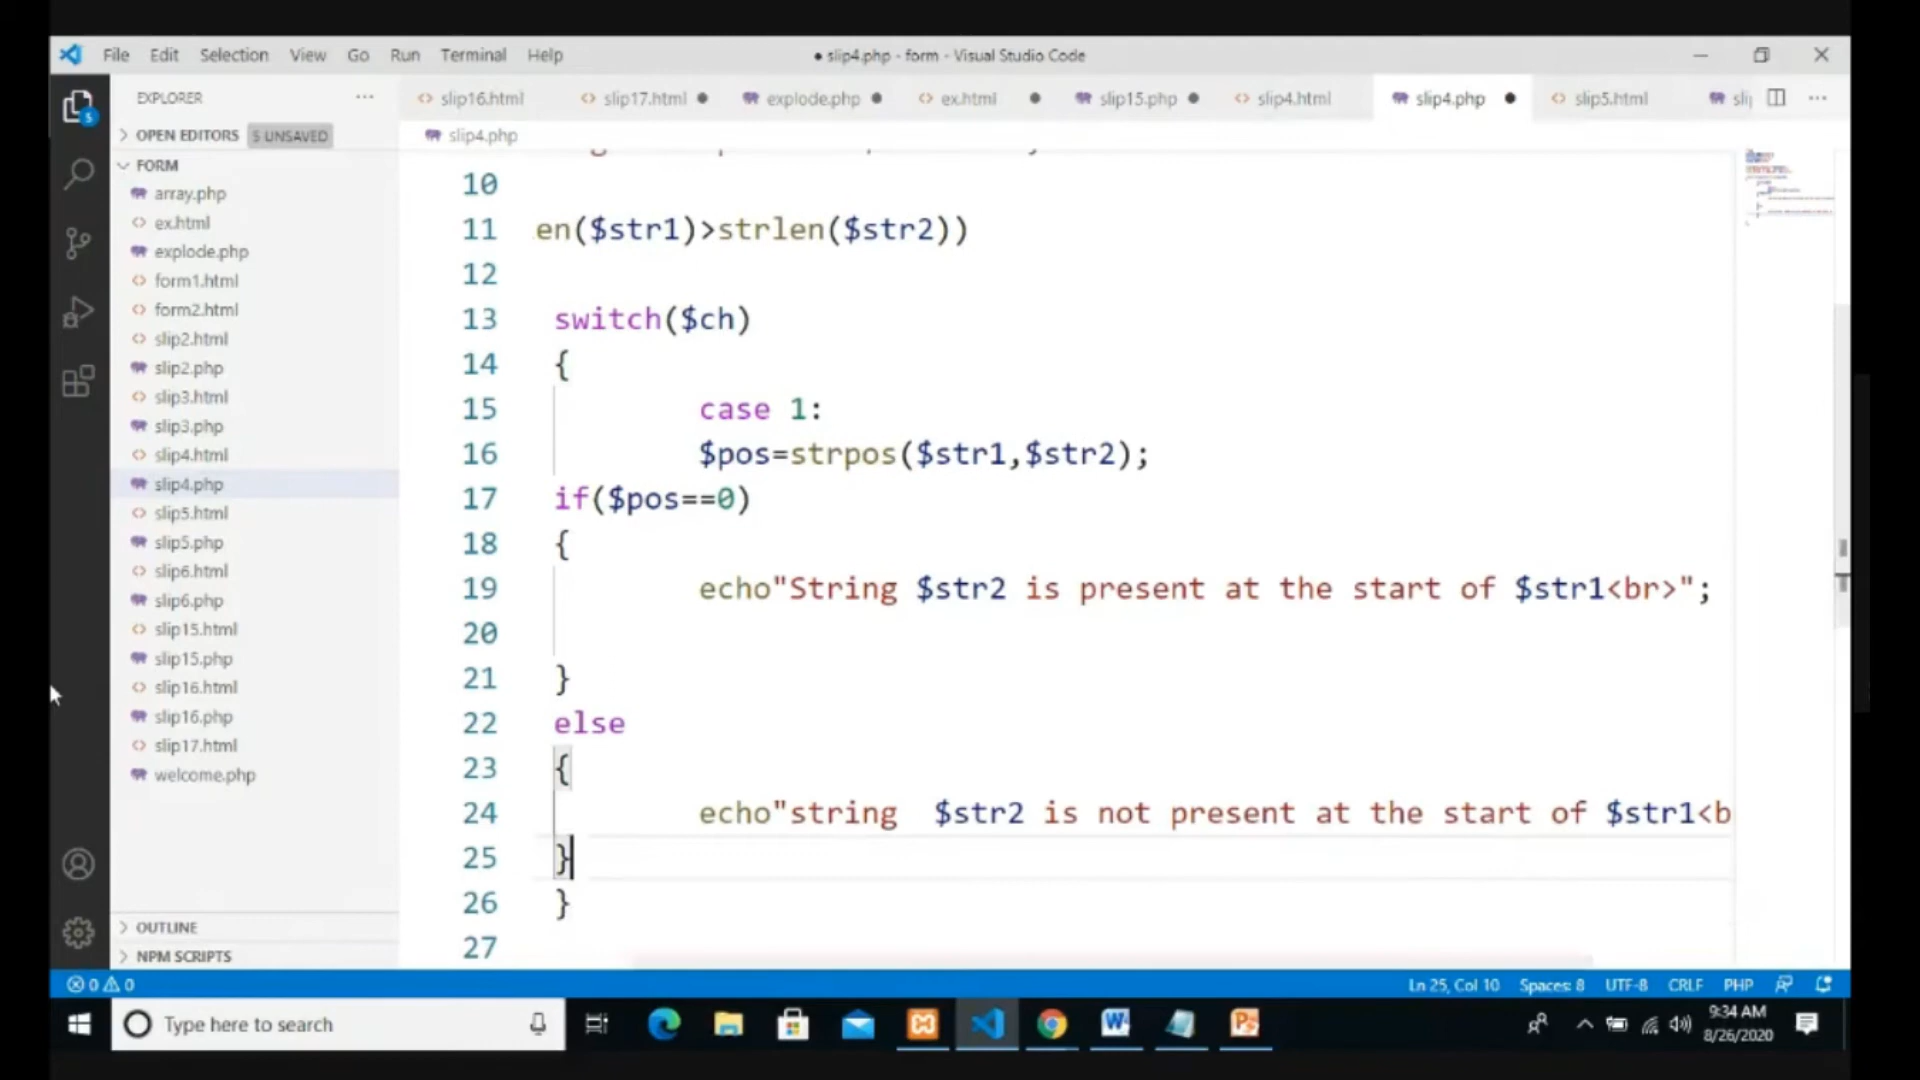 File Edit Selection View Go Run Terminal Help
● slip4.php - form - Visual Studio Code
EXPLORER
slip16.html slip17.html ● explode.php ● ex.html ● slip15.php ● slip4.html slip4.php ● slip5.html sli
OPEN EDITORS 5 UNSAVED
slip4.php
FORM
array.php
ex.html
explode.php
form1.html
form2.html
slip2.html
slip2.php
slip3.html
slip3.php
slip4.html
slip4.php
slip5.html
slip5.php
slip6.html
slip6.php
slip15.html
slip15.php
slip16.html
slip16.php
slip17.html
welcome.php
OUTLINE
NPM SCRIPTS
5
10
11 en($str1)>strlen($str2))
12
13 switch($ch)
14 {
15 case 1:
16 $pos=strpos($str1,$str2);
17 if($pos==0)
18 {
19 echo"String $str2 is present at the start of $str1<br>";
20
21 }
22 else
23 {
24 echo"string  $str2 is not present at the start of $str1<b
25 }
26 }
27
0 0
Ln 25, Col 10 Spaces: 8 UTF-8 CRLF PHP
Type here to search
9:34 AM
8/26/2020